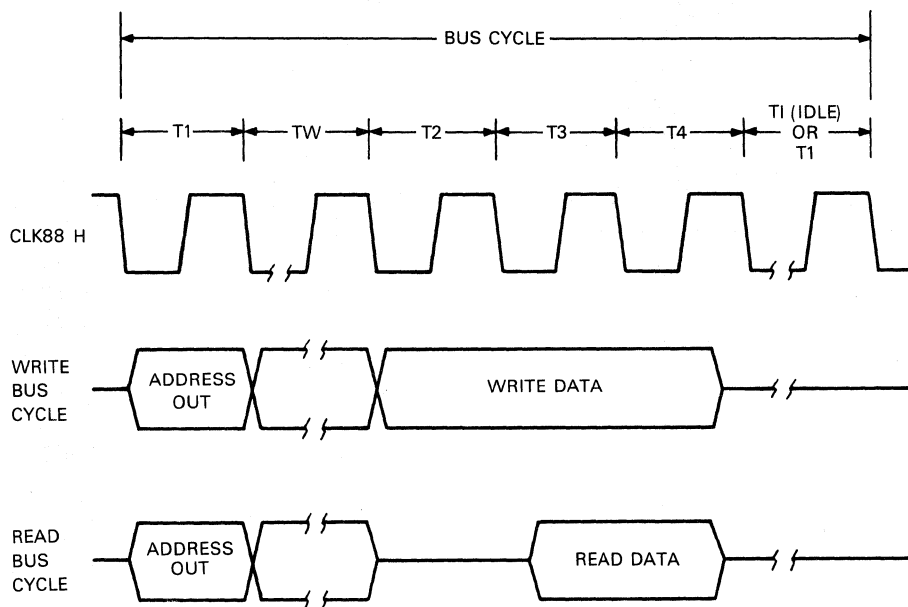 BUS CYCLE
T1
TW
T2
T3
T4
TI (IDLE)
OR
T1
CLK88 H
WRITE
BUS
CYCLE
ADDRESS
OUT
WRITE DATA
READ
BUS
CYCLE
ADDRESS
OUT
READ DATA